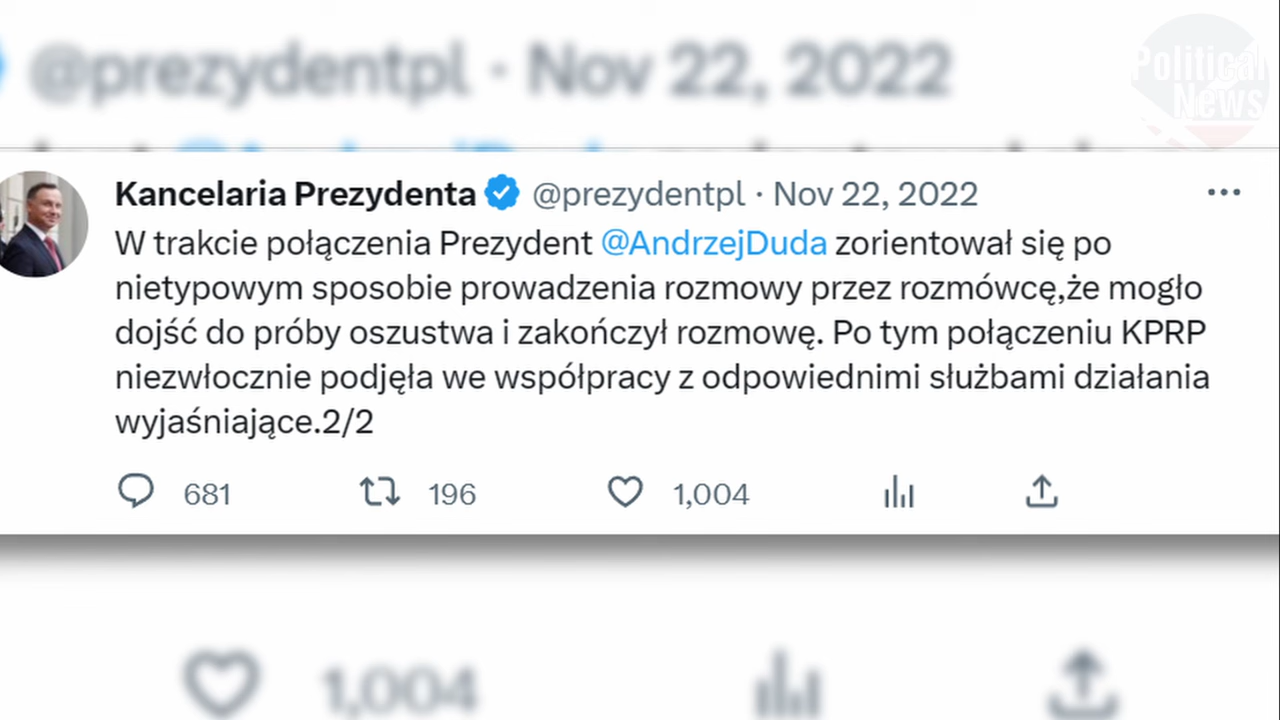 @prezydentpl · Nov 22, 2022
Political
News
Kancelaria Prezydenta @prezydentpl · Nov 22, 2022
W trakcie połączenia Prezydent @AndrzejDuda zorientował się po
nietypowym sposobie prowadzenia rozmowy przez rozmówcę,że mogło
dojść do próby oszustwa i zakończył rozmowę. Po tym połączeniu KPRP
niezwłocznie podjęła we współpracy z odpowiednimi służbami działania
wyjaśniające.2/2
681 196 1,004
1,004